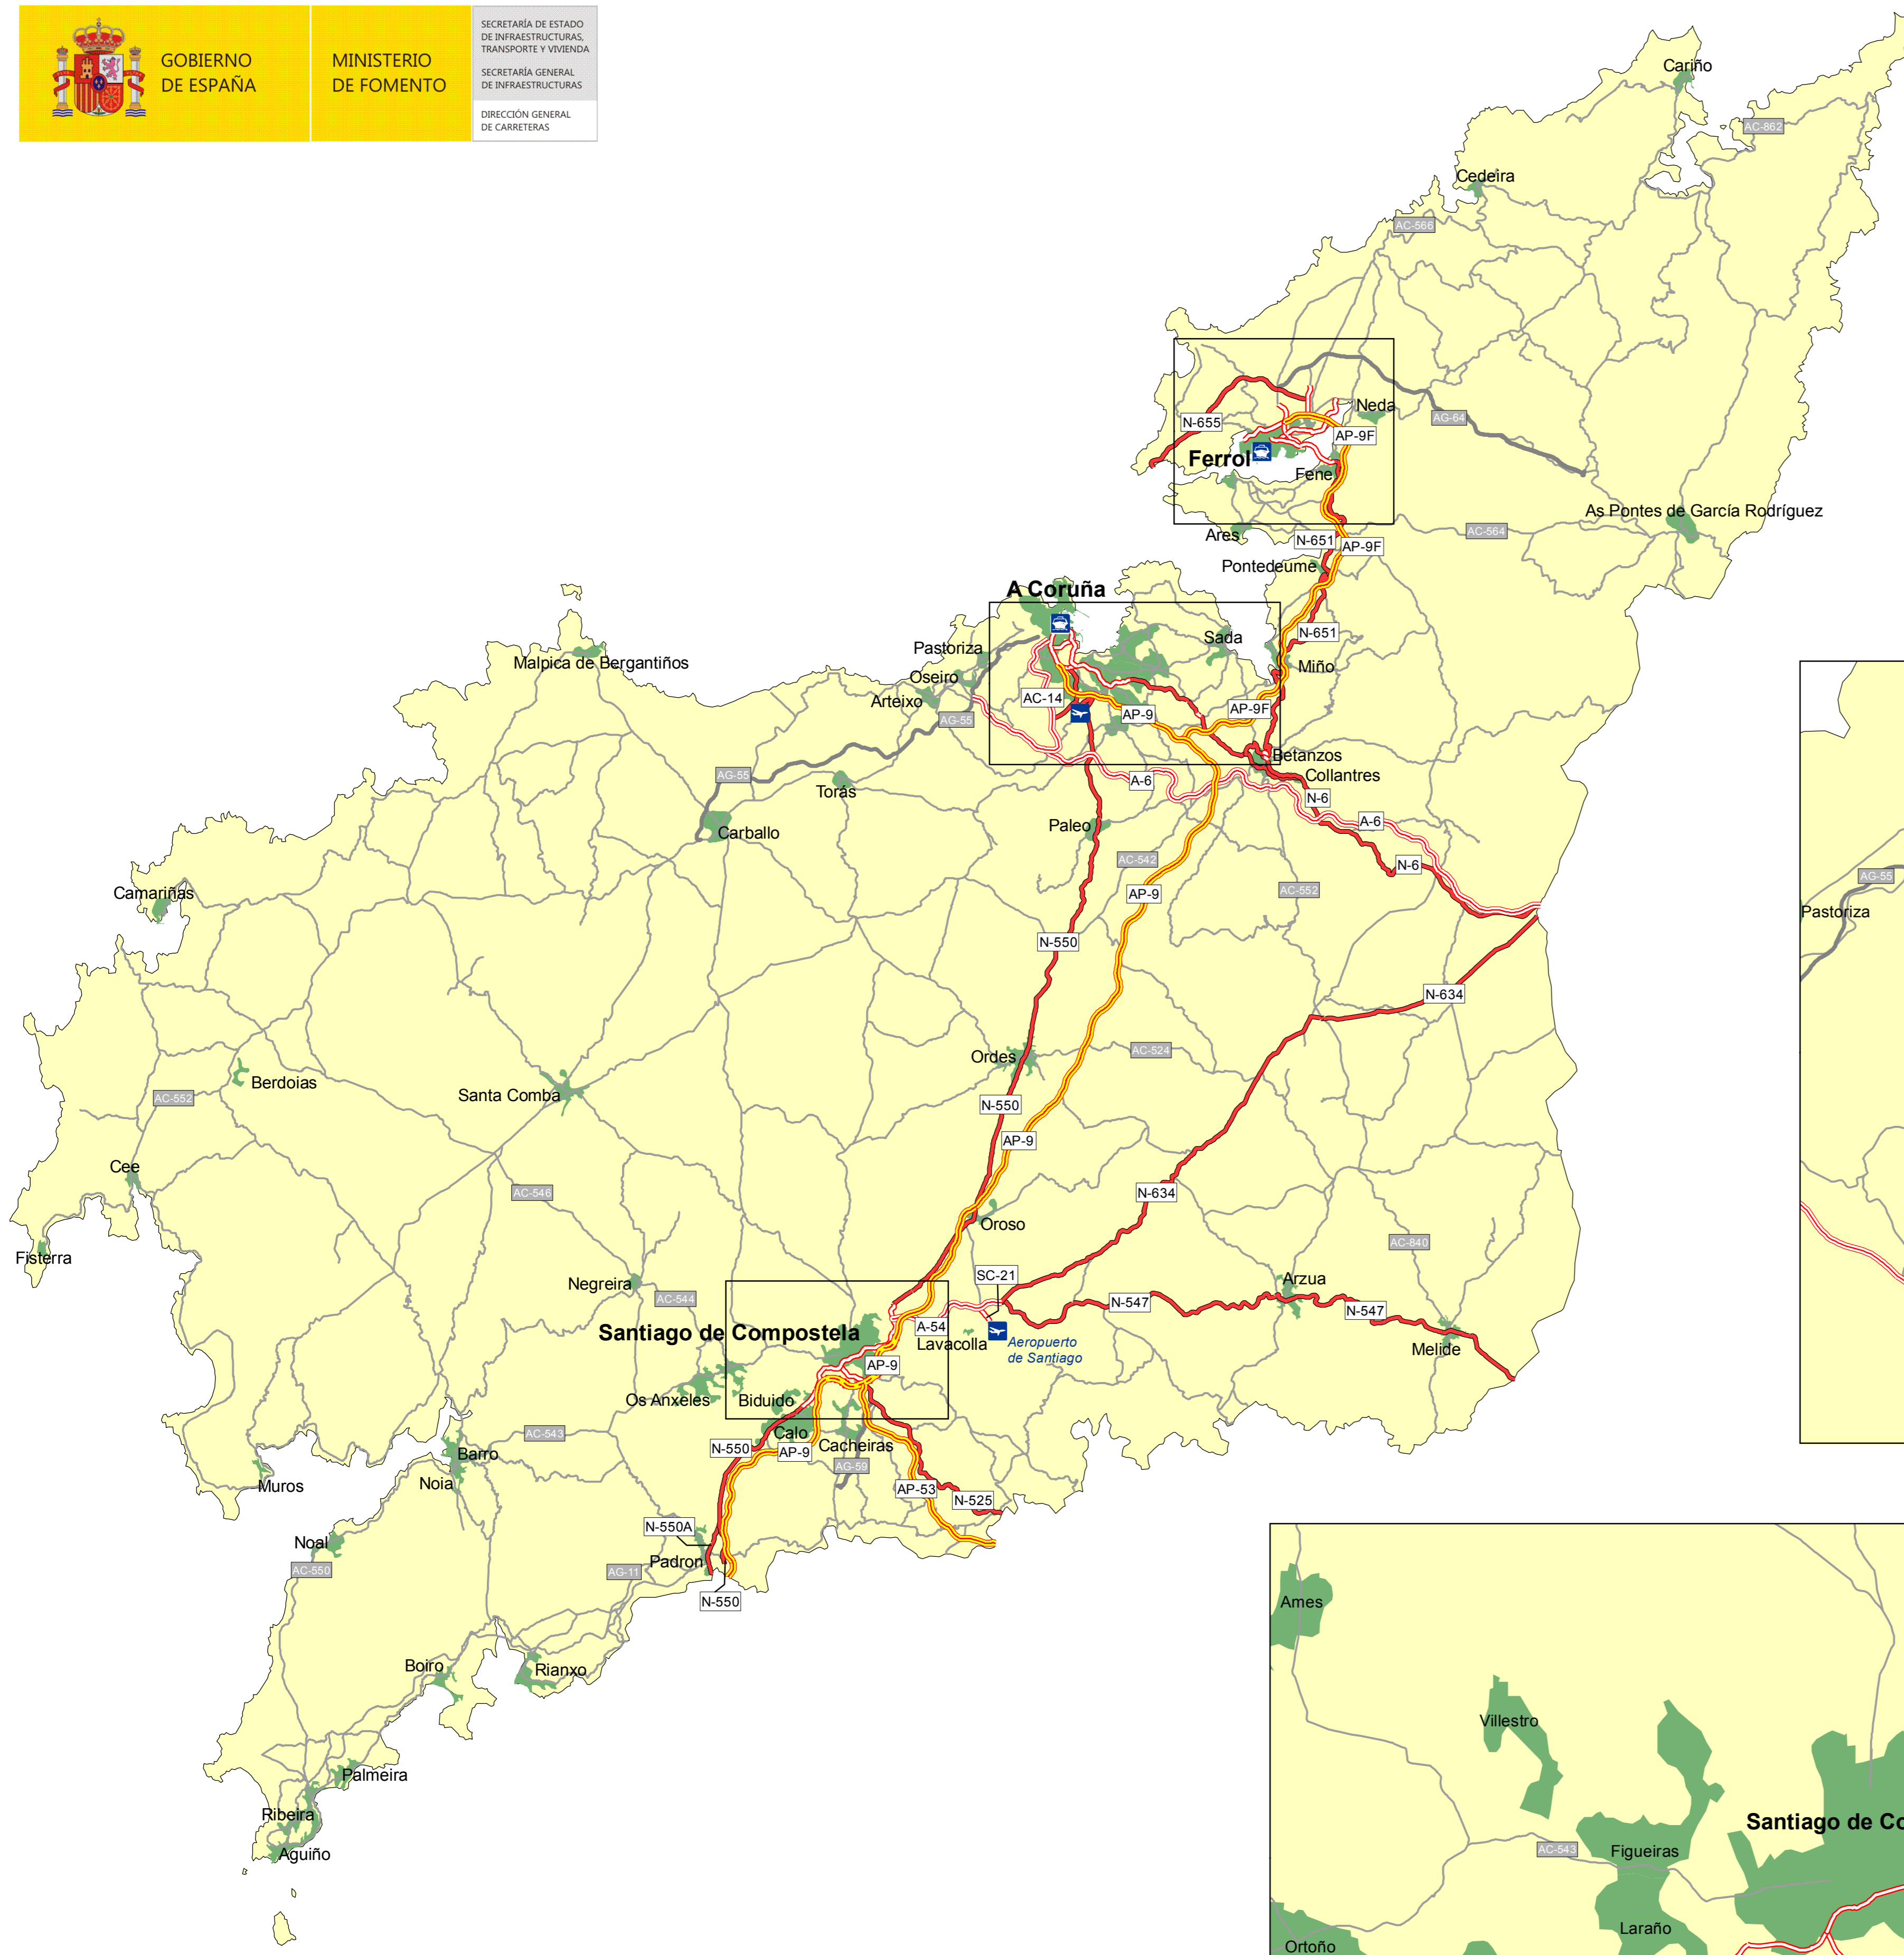 GOBIERNO
DE ESPAÑA
MINISTERIO
DE FOMENTO
SECRETARÍA DE ESTADO
DE INFRAESTRUCTURAS,
TRANSPORTE Y VIVIENDA
SECRETARÍA GENERAL
DE INFRAESTRUCTURAS
DIRECCIÓN GENERAL
DE CARRETERAS
Cariño
AC-862
Cedeira
AC-566
Neda
N-655
AG-64
AP-9F
Ferrol
Fene
As Pontes de García Rodríguez
Ares
N-651
AP-9F
AC-564
Pontedeume
A Coruña
N-651
Sada
Pastoriza
Malpica de Bergantiños
Miño
Oseiro
Arteixo
AC-14
AP-9
AP-9F
AG-55
Betanzos
AG-55
Collantres
A-6
Toras
N-6
A-6
Paleo
Carballo
AC-542
N-6
AG-55
AP-9
AC-552
Camariñas
Pastoriza
N-550
N-634
Ordes
AC-524
Berdoias
Santa Comba
AC-552
N-550
AP-9
Cee
AC-546
N-634
Oroso
AC-840
Fisterra
SC-21
Negreira
Arzua
AC-544
N-547
N-547
A-54
Santiago de Compostela
Lavacolla
Aeropuerto
de Santiago
Melide
AP-9
Os Anxeles
Biduido
AC-543
Calo
N-550
AP-9
Cacheiras
Barro
AG-59
Noia
Muros
AP-53
N-525
N-550A
Noal
Padron
AC-550
AG-11
N-550
Ames
Boiro
Rianxo
Villestro
Palmeira
Ribeira
Santiago de Co
Aguiño
AC-543
Figueiras
Laraño
Ortoño